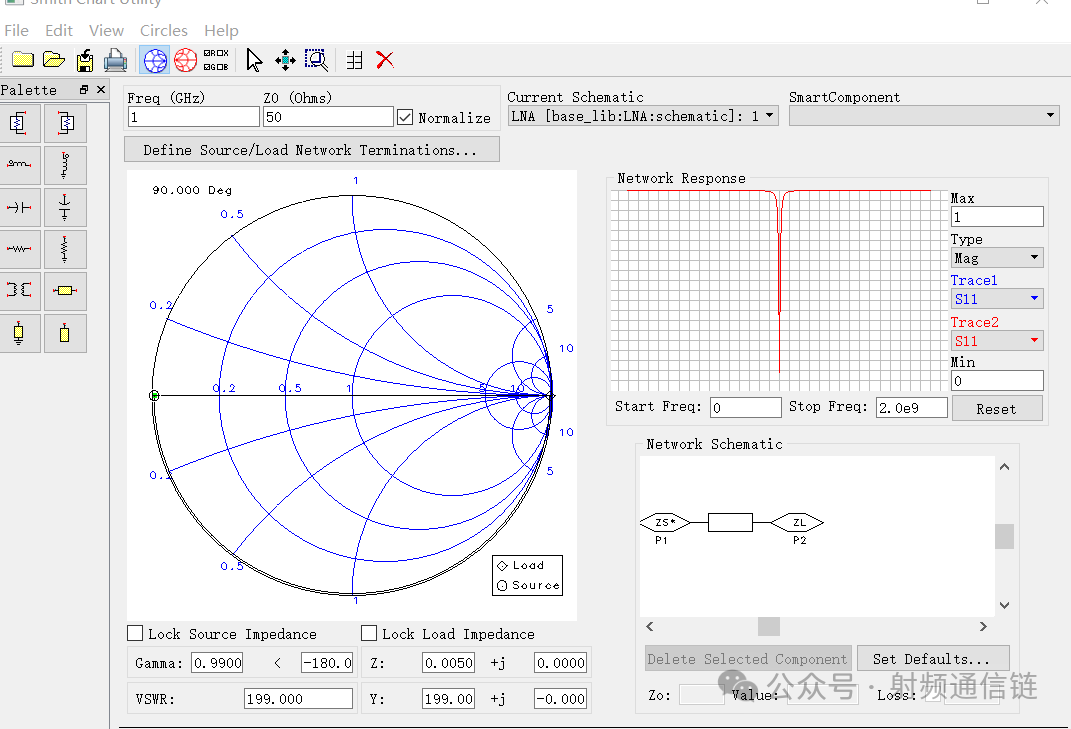 Smith Chart Utility
File Edit View Circles Help
Palette
Freq (GHz) Z0 (Ohms)
1 50 Normalize
Define Source/Load Network Terminations...
Current Schematic
LNA [base_lib:LNA:schematic]: 1
SmartComponent
90.000 Deg
1
0.5
0.2
5
10
0.2 0.5 1 5 10
10
5
0.2
0.5
1
Load
Source
Network Response
Max
1
Type
Mag
Trace1
S11
Trace2
S11
Min
0
Start Freq: 0 Stop Freq: 2.0e9 Reset
Network Schematic
ZS* ZL
P1 P2
Lock Source Impedance Lock Load Impedance
Gamma: 0.9900 < -180.0 Z: 0.0050 +j 0.0000
VSWR: 199.000 Y: 199.00 +j -0.000
Delete Selected Component Set Defaults...
Zo: Value: Loss:
公众号 · 射频通信链